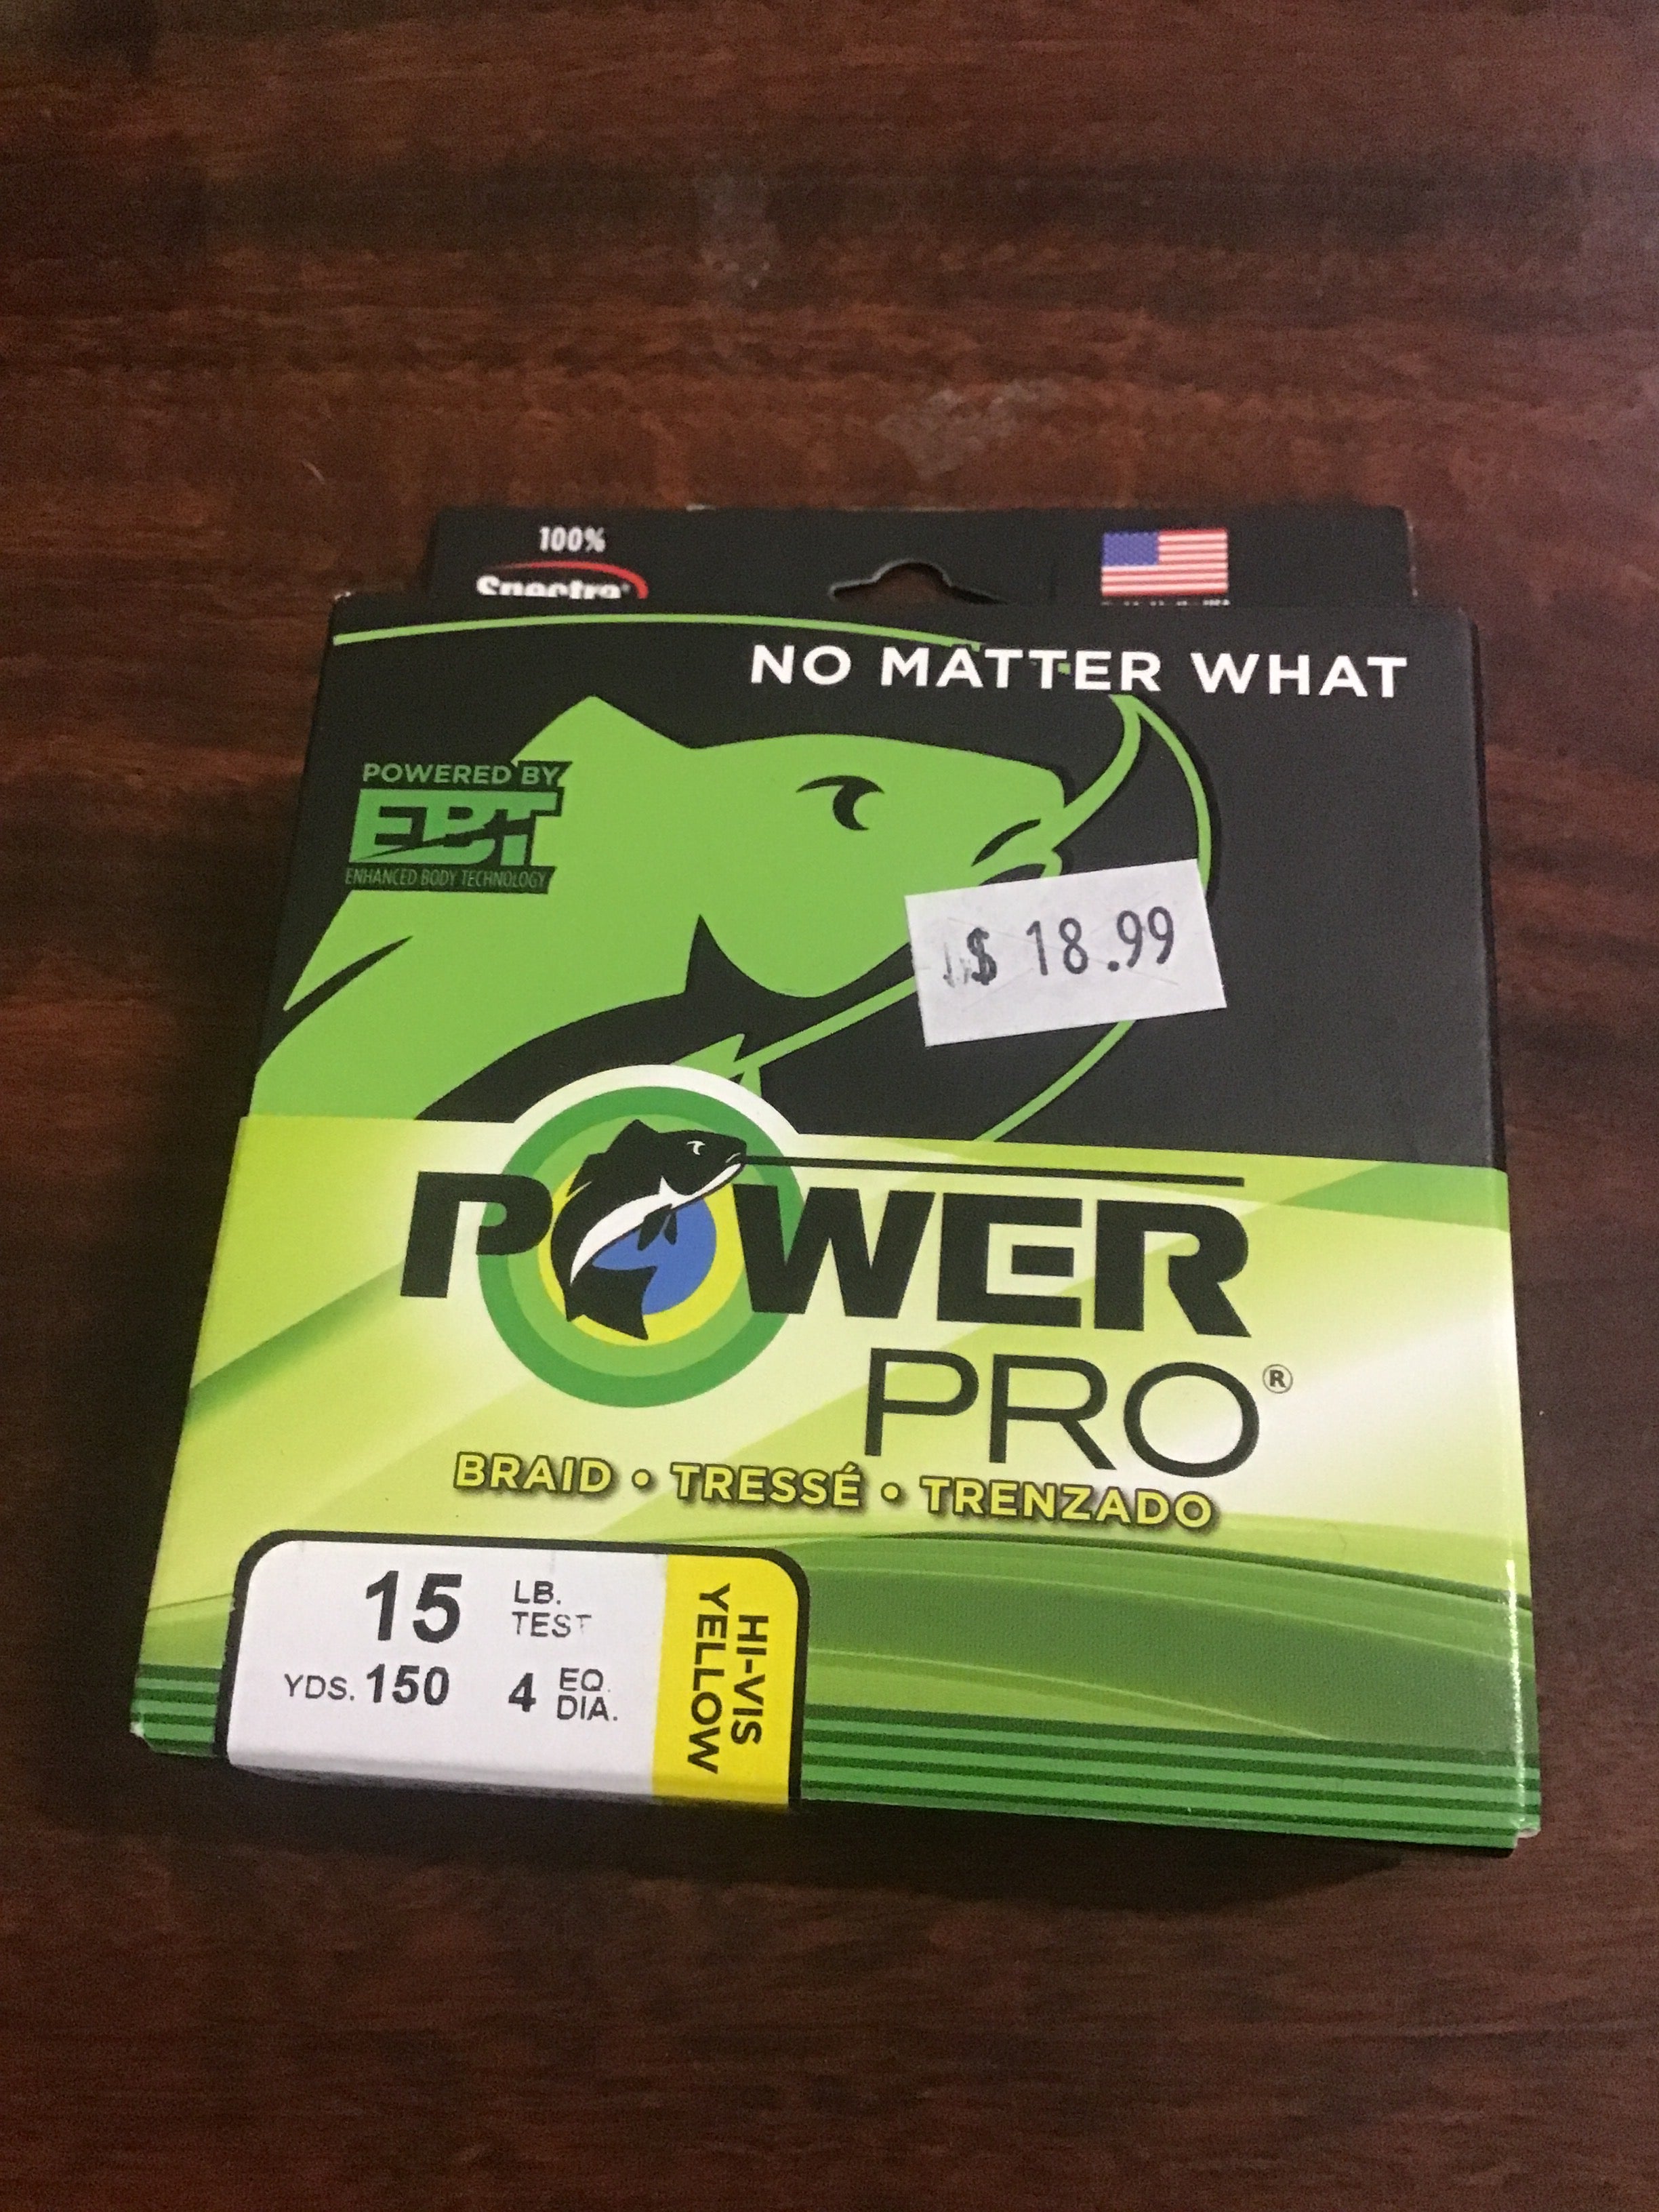 100%
Spectra
NO MATTER WHAT
POWERED BY
EBT
ENHANCED BODY TECHNOLOGY
$ 18.99
POWER
PRO®
BRAID • TRESSÉ • TRENZADO
15 LB. TEST
YDS. 150 4 EQ. DIA.
HI-VIS
YELLOW